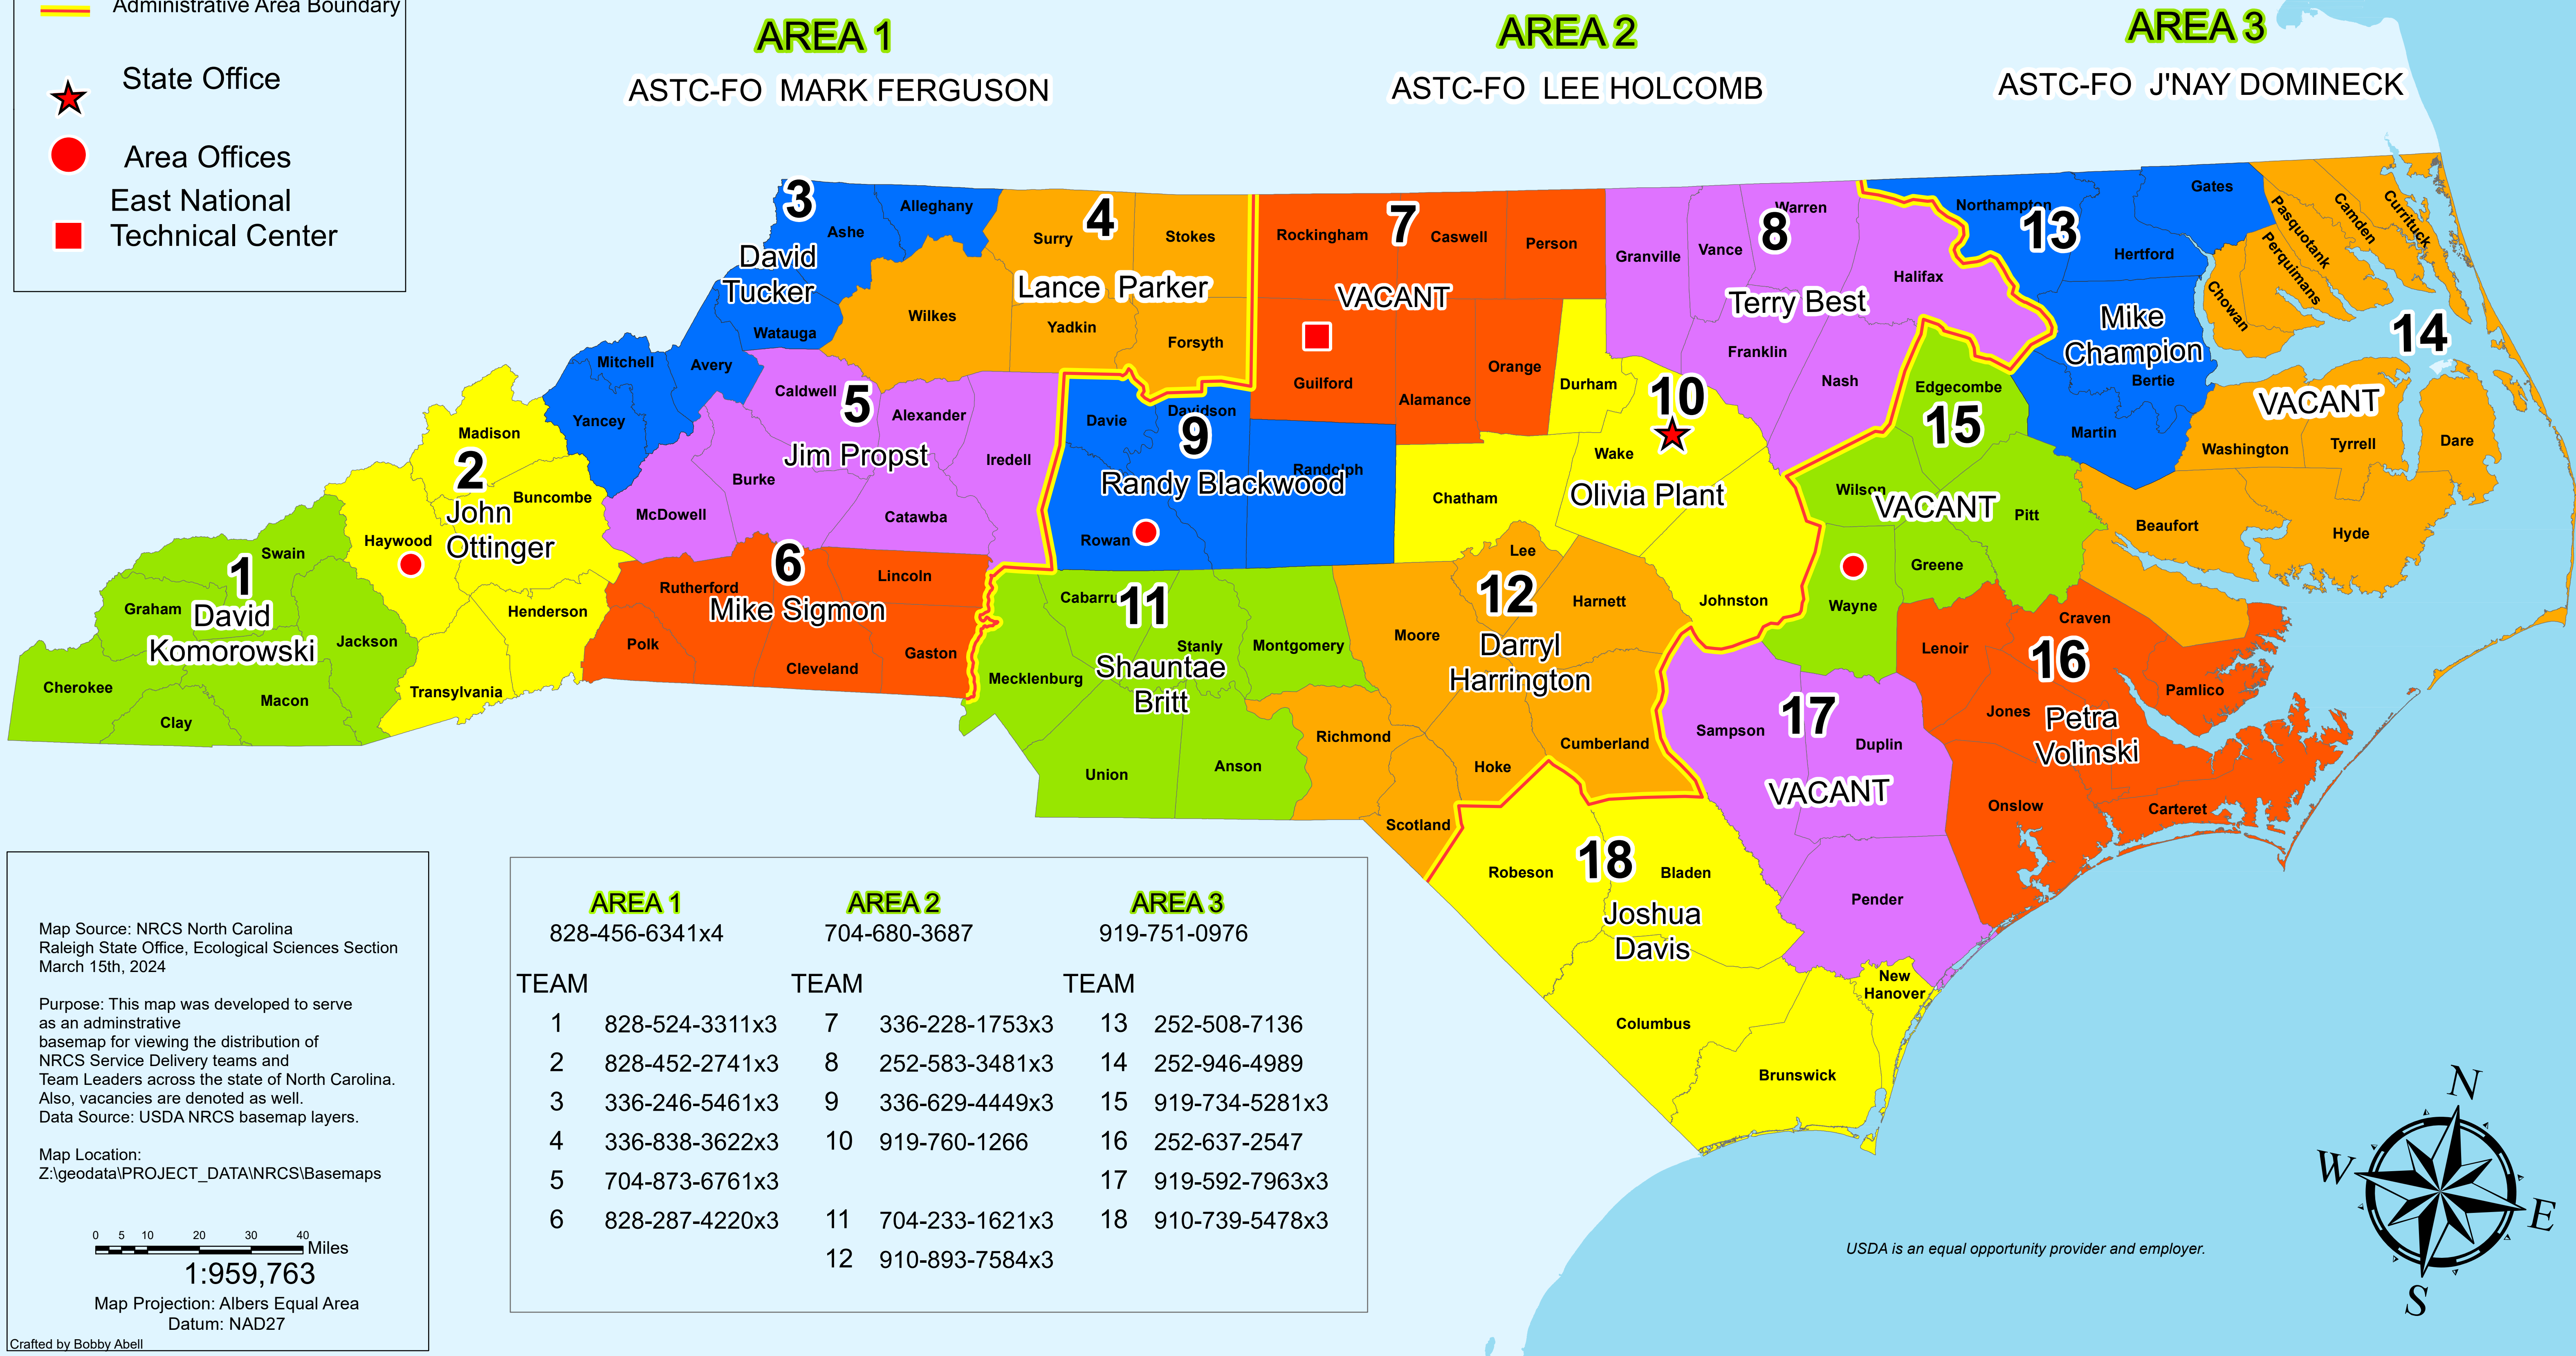 Administrative Area Boundary
State Office
Area Offices
East National
Technical Center
AREA 1
ASTC-FO MARK FERGUSON
AREA 2
ASTC-FO LEE HOLCOMB
AREA 3
ASTC-FO J'NAY DOMINECK
1
David
Komorowski
Swain
Graham
Jackson
Cherokee
Macon
Clay
2
John
Ottinger
Madison
Buncombe
Haywood
Henderson
Transylvania
3
David
Tucker
Alleghany
Ashe
Watauga
Mitchell
Avery
Yancey
4
Lance Parker
Surry
Stokes
Wilkes
Yadkin
Forsyth
5
Jim Propst
Caldwell
Alexander
Iredell
Burke
McDowell
Catawba
6
Mike Sigmon
Rutherford
Lincoln
Polk
Cleveland
Gaston
7
VACANT
Rockingham
Caswell
Person
Guilford
Alamance
Orange
8
Terry Best
Warren
Granville
Vance
Halifax
Franklin
Nash
9
Randy Blackwood
Davie
Davidson
Randolph
Rowan
10
Olivia Plant
Durham
Wake
Chatham
Johnston
11
Shauntae
Britt
Cabarru
Stanly
Montgomery
Mecklenburg
Union
Anson
12
Darryl
Harrington
Lee
Harnett
Moore
Richmond
Cumberland
Hoke
Scotland
13
Mike
Champion
Northampton
Gates
Hertford
Bertie
Martin
14
VACANT
Pasquotank
Camden
Currituck
Perquimans
Chowan
Washington
Tyrrell
Dare
Beaufort
Hyde
15
VACANT
Edgecombe
Wilson
Pitt
Greene
Wayne
16
Petra
Volinski
Craven
Lenoir
Pamlico
Jones
Onslow
Carteret
17
VACANT
Sampson
Duplin
Pender
18
Joshua
Davis
Robeson
Bladen
New
Hanover
Columbus
Brunswick
Map Source: NRCS North Carolina
Raleigh State Office, Ecological Sciences Section
March 15th, 2024
Purpose: This map was developed to serve
as an adminstrative
basemap for viewing the distribution of
NRCS Service Delivery teams and
Team Leaders across the state of North Carolina.
Also, vacancies are denoted as well.
Data Source: USDA NRCS basemap layers.
Map Location:
Z:\geodata\PROJECT_DATA\NRCS\Basemaps
0 5 10 20 30 40
Miles
1:959,763
Map Projection: Albers Equal Area
Datum: NAD27
Crafted by Bobby Abell
AREA 1 AREA 2 AREA 3
828-456-6341x4 704-680-3687 919-751-0976
TEAM TEAM TEAM
1 828-524-3311x3 7 336-228-1753x3 13 252-508-7136
2 828-452-2741x3 8 252-583-3481x3 14 252-946-4989
3 336-246-5461x3 9 336-629-4449x3 15 919-734-5281x3
4 336-838-3622x3 10 919-760-1266 16 252-637-2547
5 704-873-6761x3 17 919-592-7963x3
6 828-287-4220x3 11 704-233-1621x3 18 910-739-5478x3
12 910-893-7584x3
USDA is an equal opportunity provider and employer.
N
W
E
S